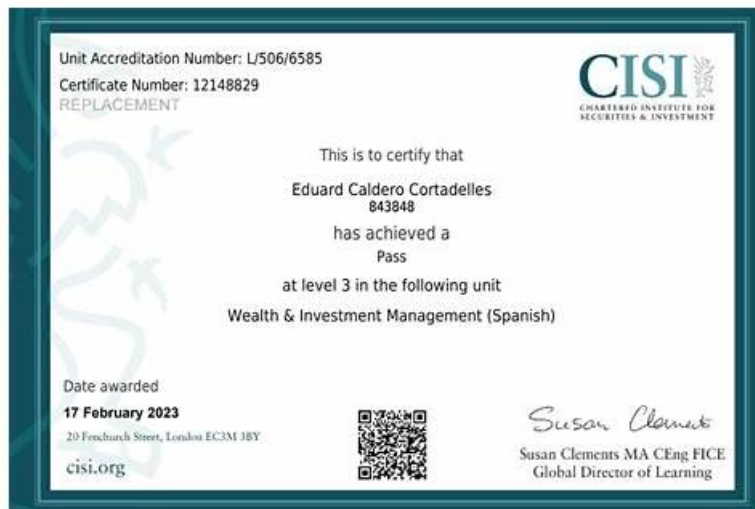 Unit Accreditation Number: L/506/6585
Certificate Number: 12148829
REPLACEMENT
CISI
CHARTERED INSTITUTE FOR
SECURITIES & INVESTMENT
This is to certify that
Eduard Caldero Cortadelles
843848
has achieved a
Pass
at level 3 in the following unit
Wealth & Investment Management (Spanish)
Date awarded
17 February 2023
20 Fenchurch Street, London EC3M 3BY
cisi.org
Susan Clements
Susan Clements MA CEng FICE
Global Director of Learning